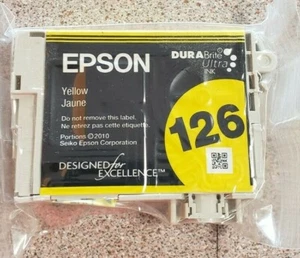 EPSON
DURABrite
Ultra
INK
Yellow
Jaune
Do not remove this label.
Ne retirez pas cette étiquette.
Portions ©2010
Seiko Epson Corporation
126
DESIGNED for
EXCELLENCE™